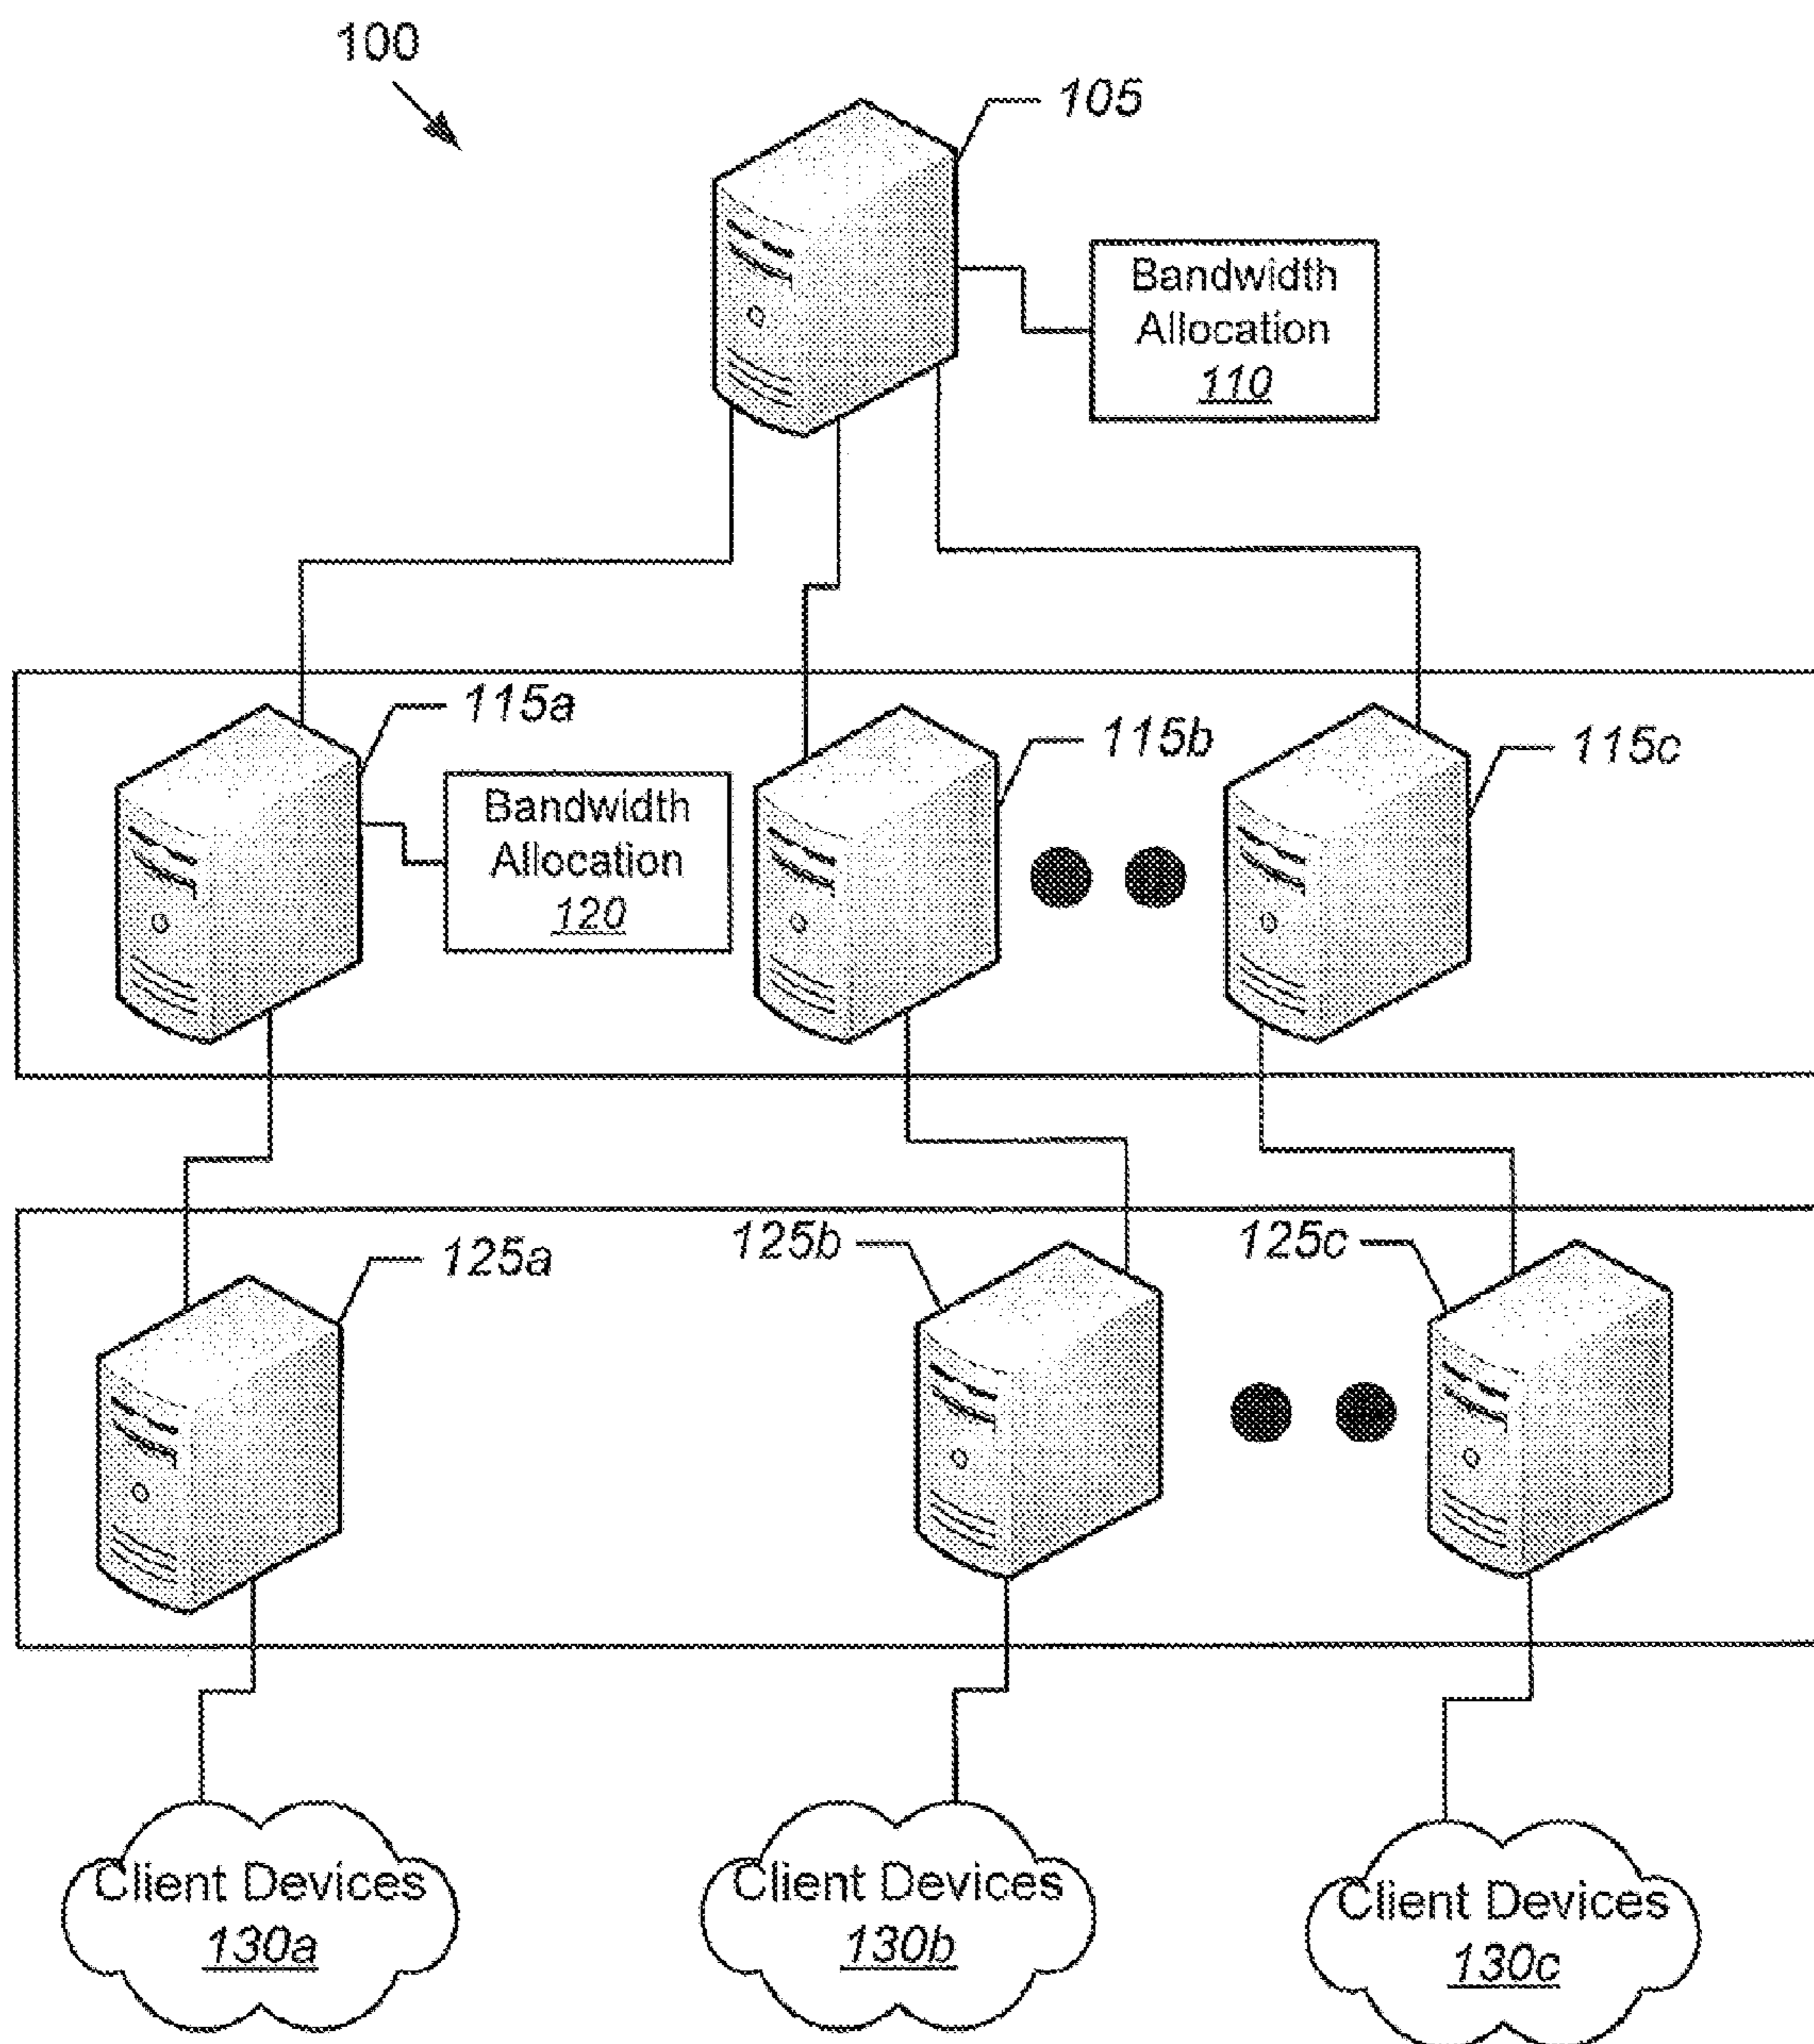 100
105
Bandwidth
Allocation
110
115a
115b
115c
Bandwidth
Allocation
120
125a
125b
125c
Client Devices
130a
Client Devices
130b
Client Devices
130c